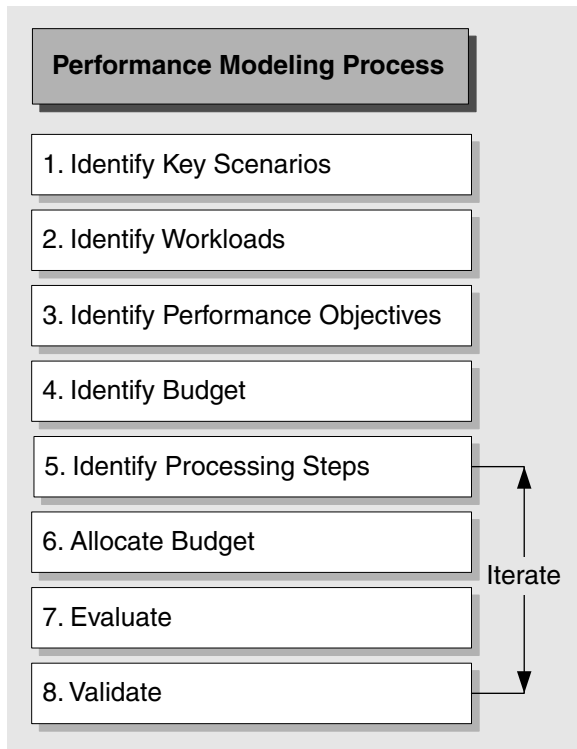 Performance Modeling Process
1. Identify Key Scenarios
2. Identify Workloads
3. Identify Performance Objectives
4. Identify Budget
5. Identify Processing Steps
6. Allocate Budget
Iterate
7. Evaluate
8. Validate